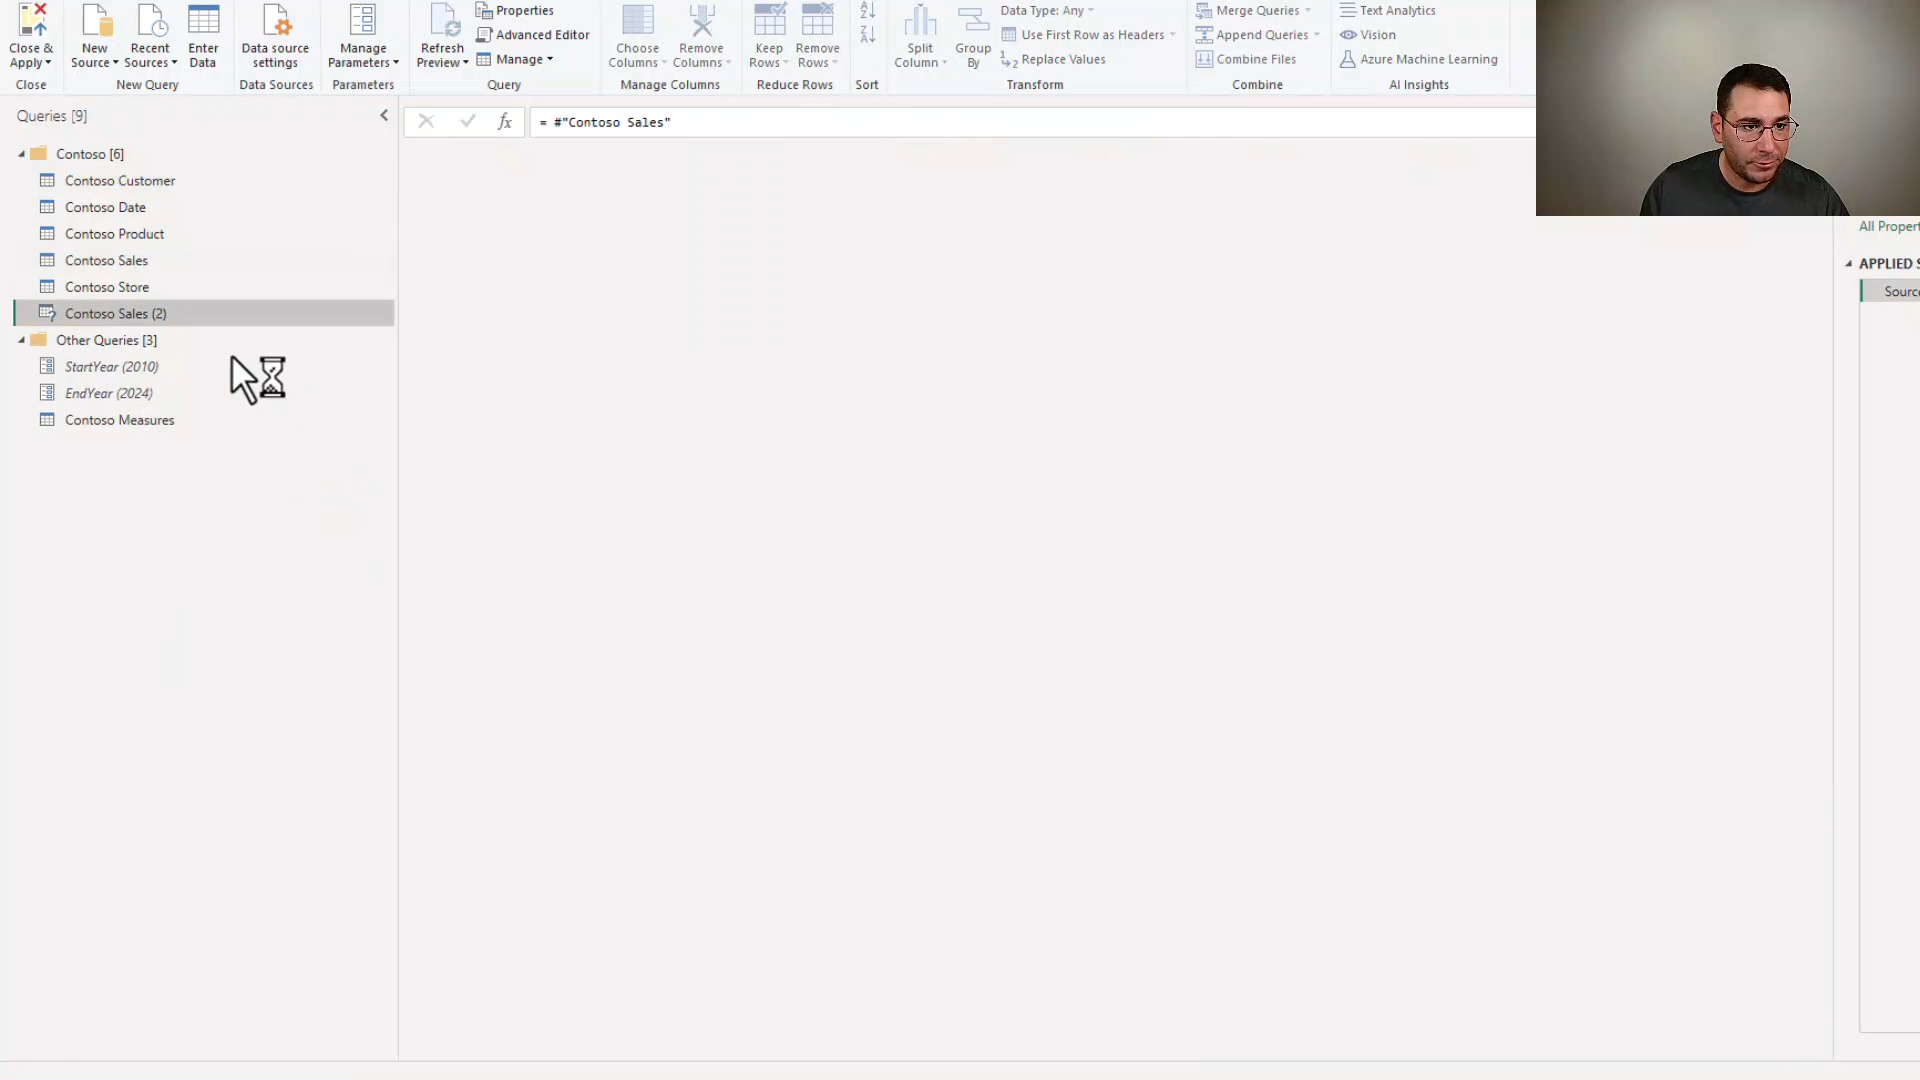 Close & Apply
New Source
Recent Sources
Enter Data
Data source settings
Manage Parameters
Refresh Preview
Properties
Advanced Editor
Manage
Choose Columns
Remove Columns
Keep Rows
Remove Rows
Split Column
Group By
Data Type: Any
Use First Row as Headers
Replace Values
Merge Queries
Append Queries
Combine Files
Text Analytics
Vision
Azure Machine Learning
Close
New Query
Data Sources
Parameters
Query
Manage Columns
Reduce Rows
Sort
Transform
Combine
AI Insights
Queries [9]
fx
= #"Contoso Sales"
Contoso [6]
Contoso Customer
Contoso Date
Contoso Product
Contoso Sales
Contoso Store
Contoso Sales (2)
Other Queries [3]
StartYear (2010)
EndYear (2024)
Contoso Measures
All Propert
APPLIED S
Source